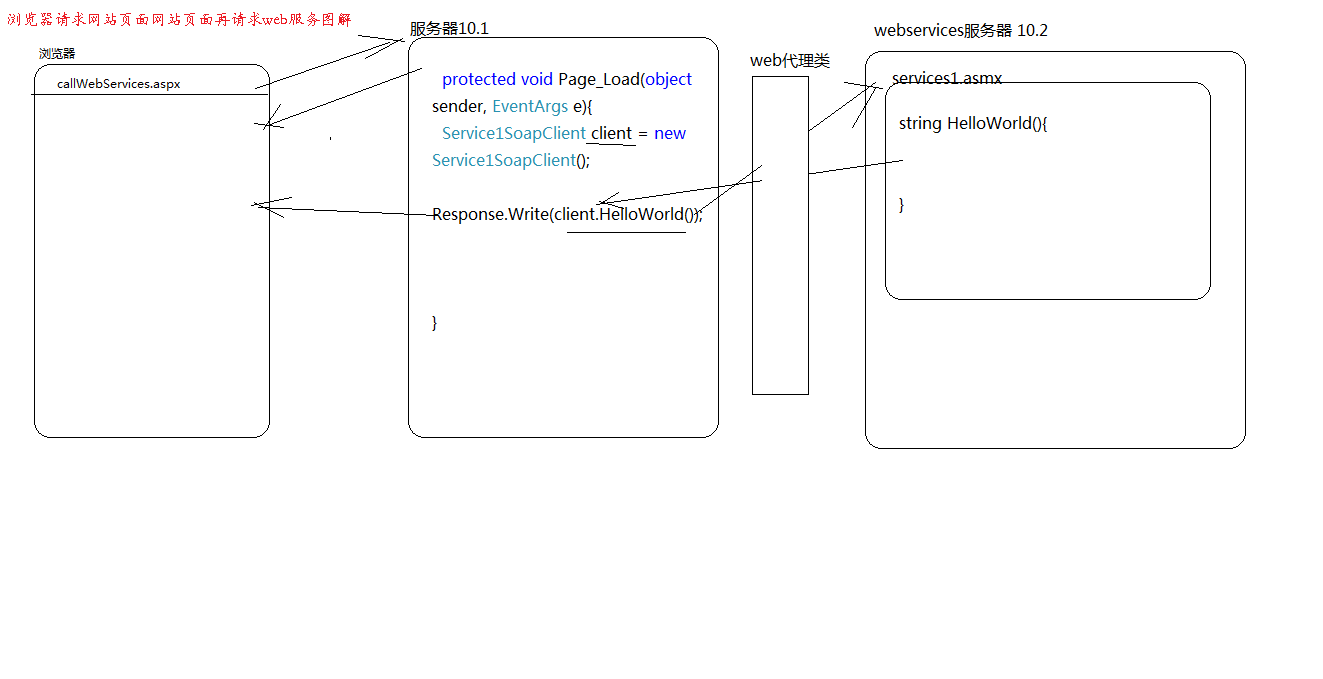 浏览器请求网站页面网站页面再请求web服务图解
浏览器
callWebServices.aspx
服务器10.1
protected void Page_Load(object
sender, EventArgs e){
Service1SoapClient client = new
Service1SoapClient();
Response.Write(client.HelloWorld());
}
web代理类
webservices服务器 10.2
services1.asmx
string HelloWorld(){
}